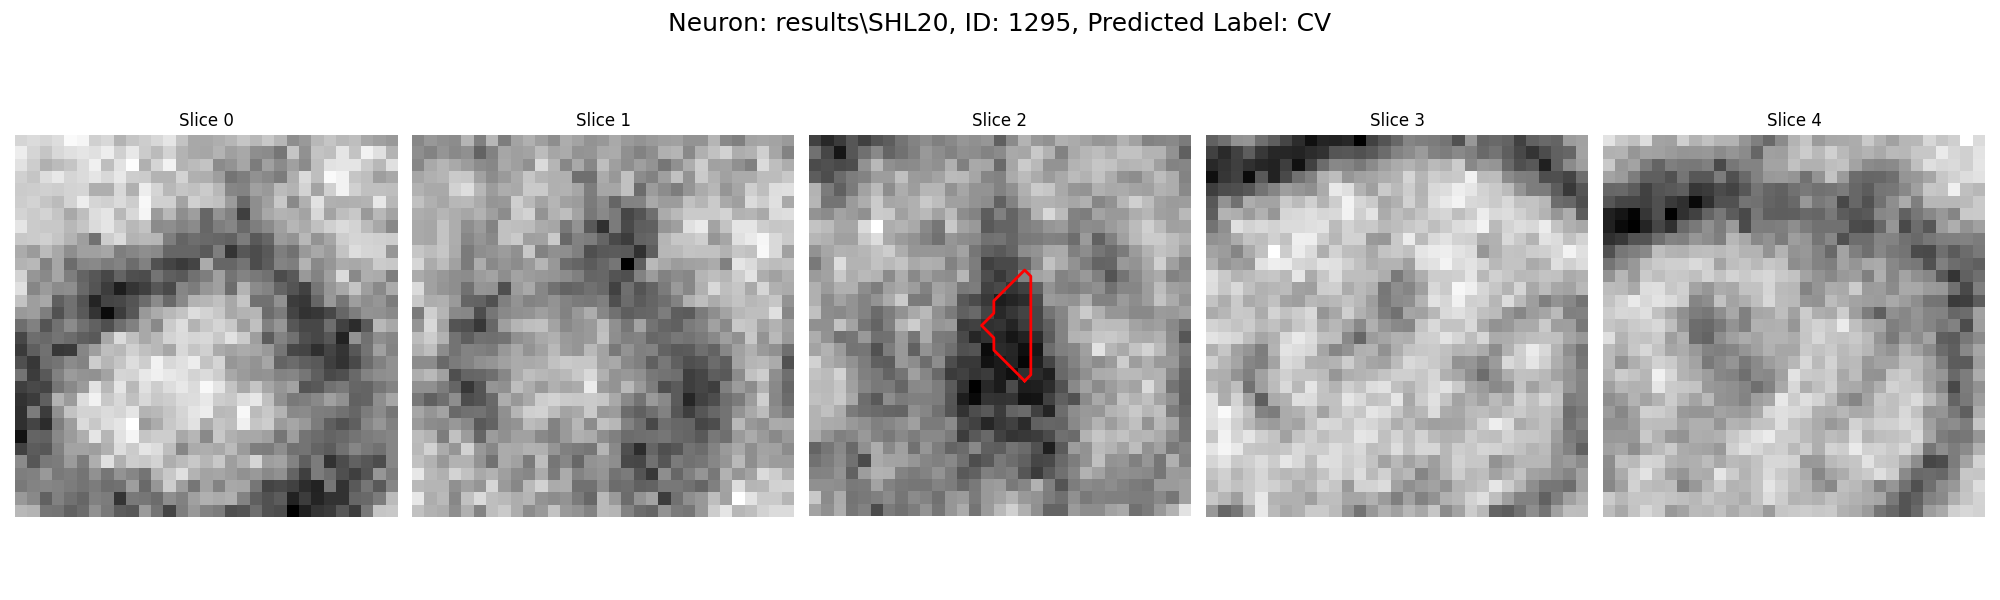 Neuron: results\SHL20, ID: 1295, Predicted Label: CV
Slice 0
Slice 1
Slice 2
Slice 3
Slice 4